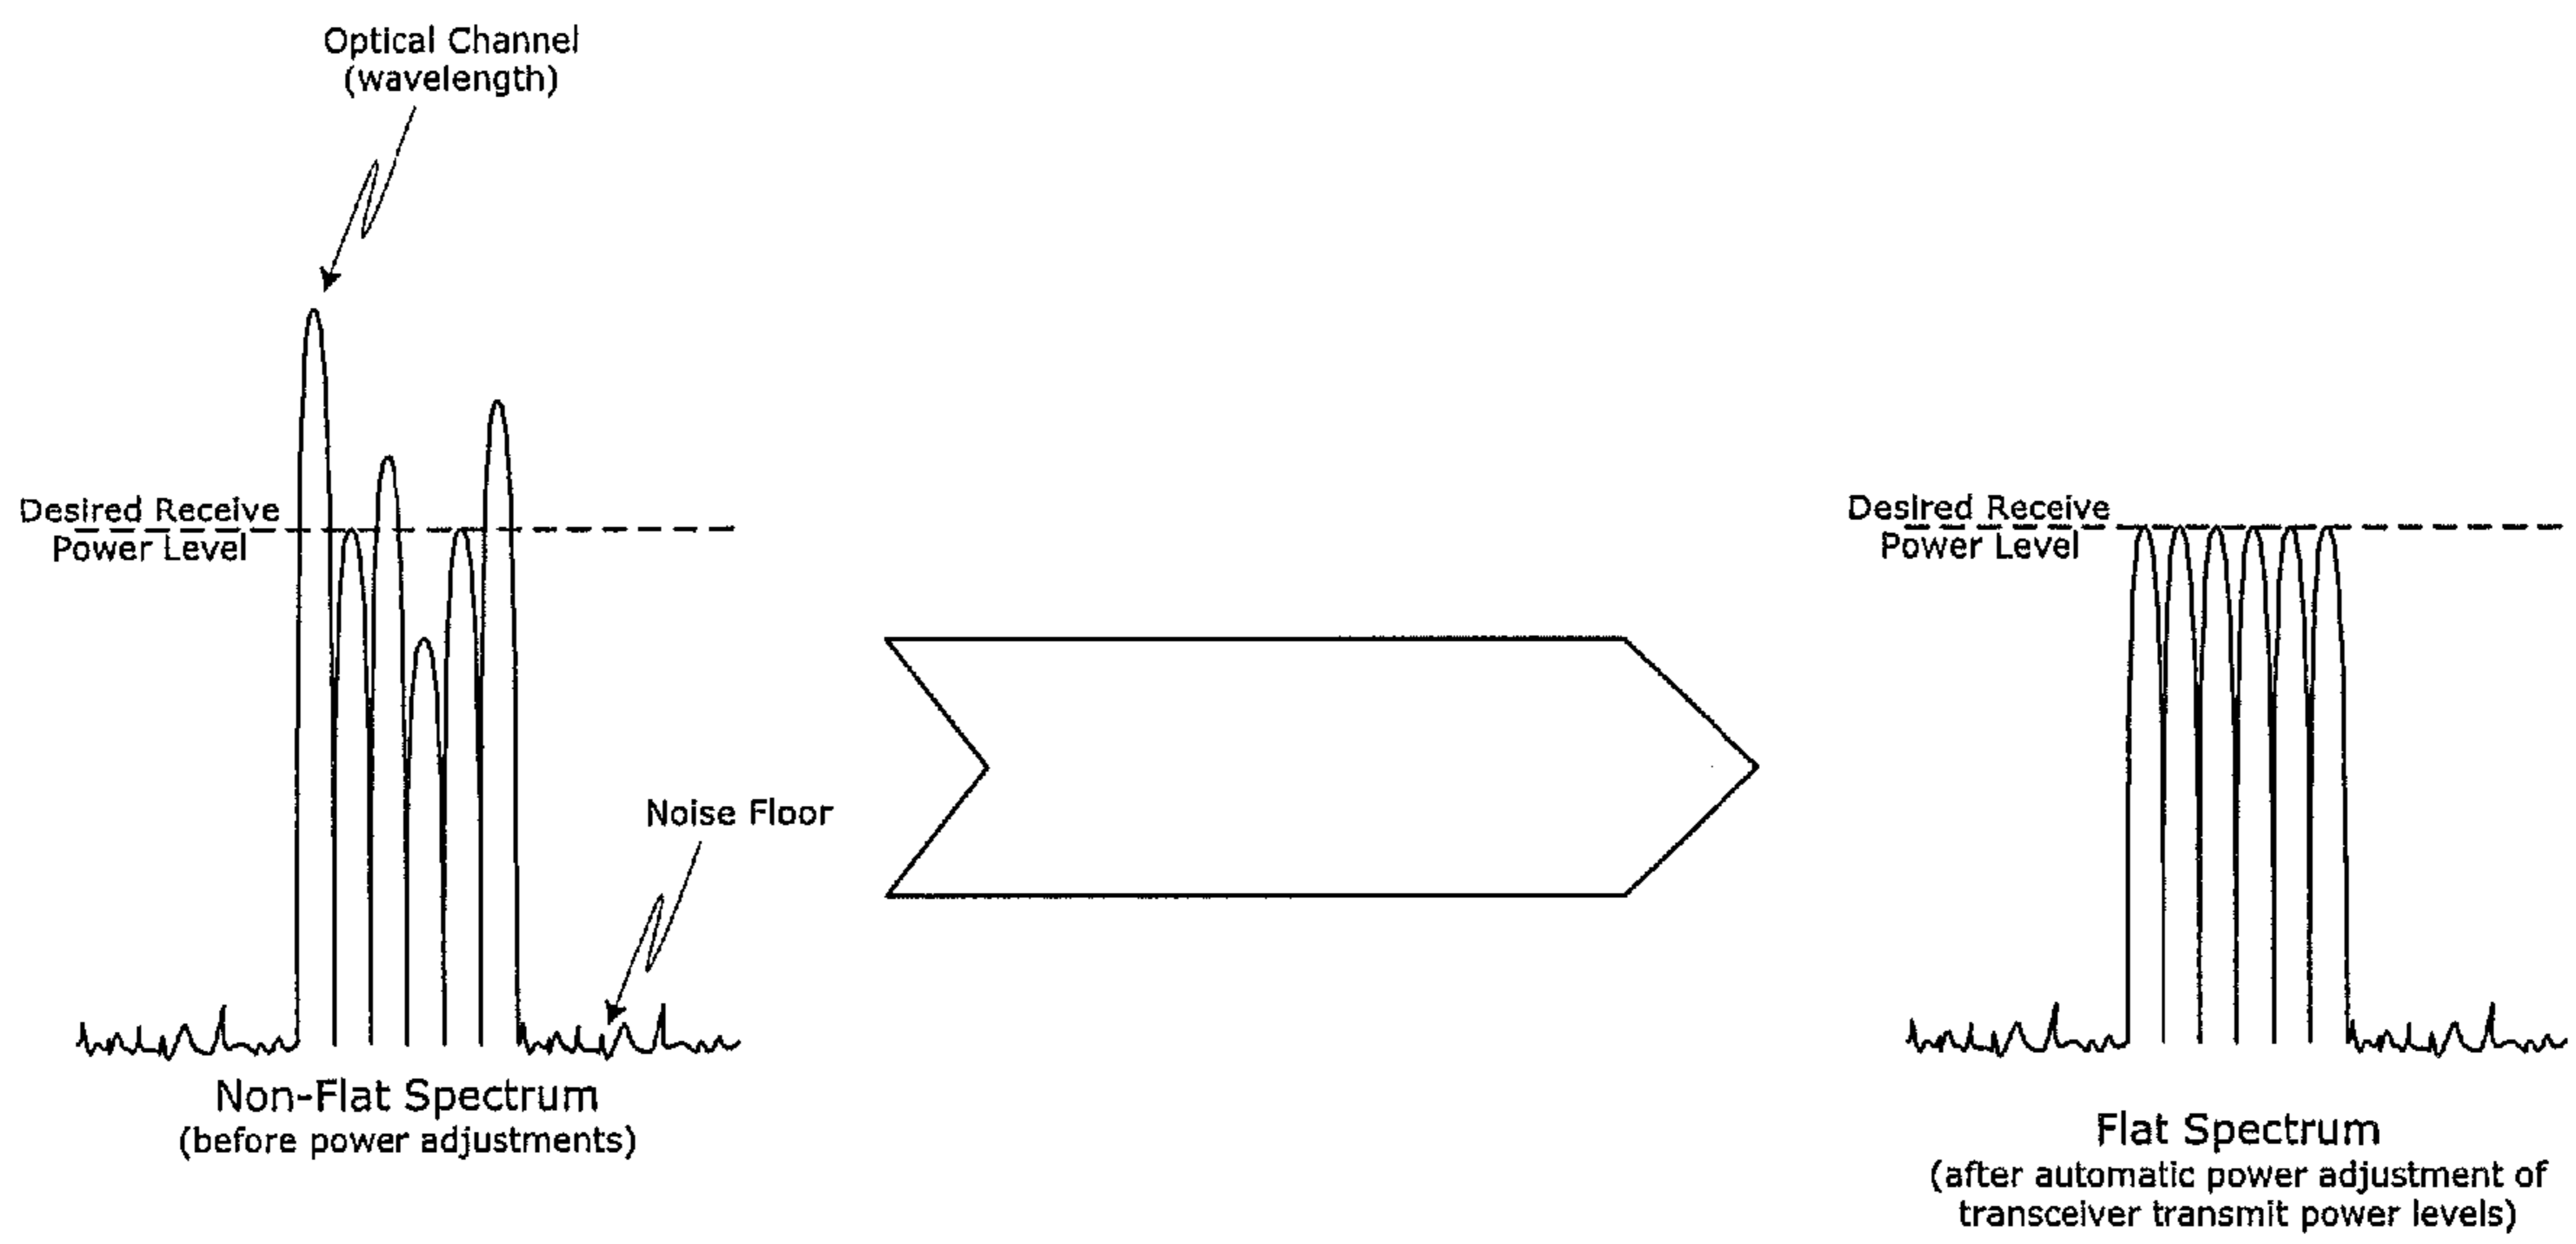 Optical Channel
(wavelength)
Desired Receive
Power Level
Noise Floor
Non-Flat Spectrum
(before power adjustments)
Desired Receive
Power Level
Flat Spectrum
(after automatic power adjustment of
transceiver transmit power levels)